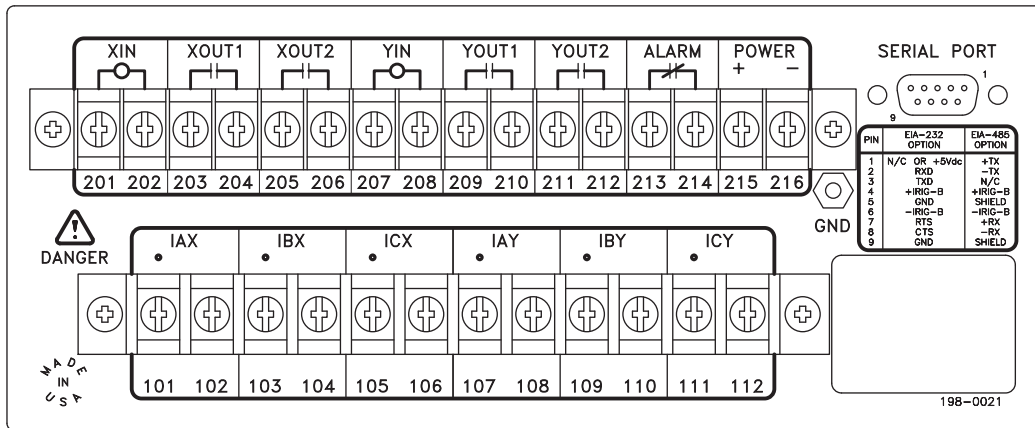 XIN XOUT1 XOUT2 YIN YOUT1 YOUT2 ALARM POWER
+ −
201 202 203 204 205 206 207 208 209 210 211 212 213 214 215 216
GND
SERIAL PORT
1
9
PIN EIA-232 OPTION EIA-485 OPTION
1 N/C OR +5Vdc +TX
2 RXD −TX
3 TXD N/C
4 +IRIG-B +IRIG-B
5 GND SHIELD
6 −IRIG-B −IRIG-B
7 RTS +RX
8 CTS −RX
9 GND SHIELD
DANGER
IAX IBX ICX IAY IBY ICY
101 102 103 104 105 106 107 108 109 110 111 112
MADE
IN
USA
198-0021